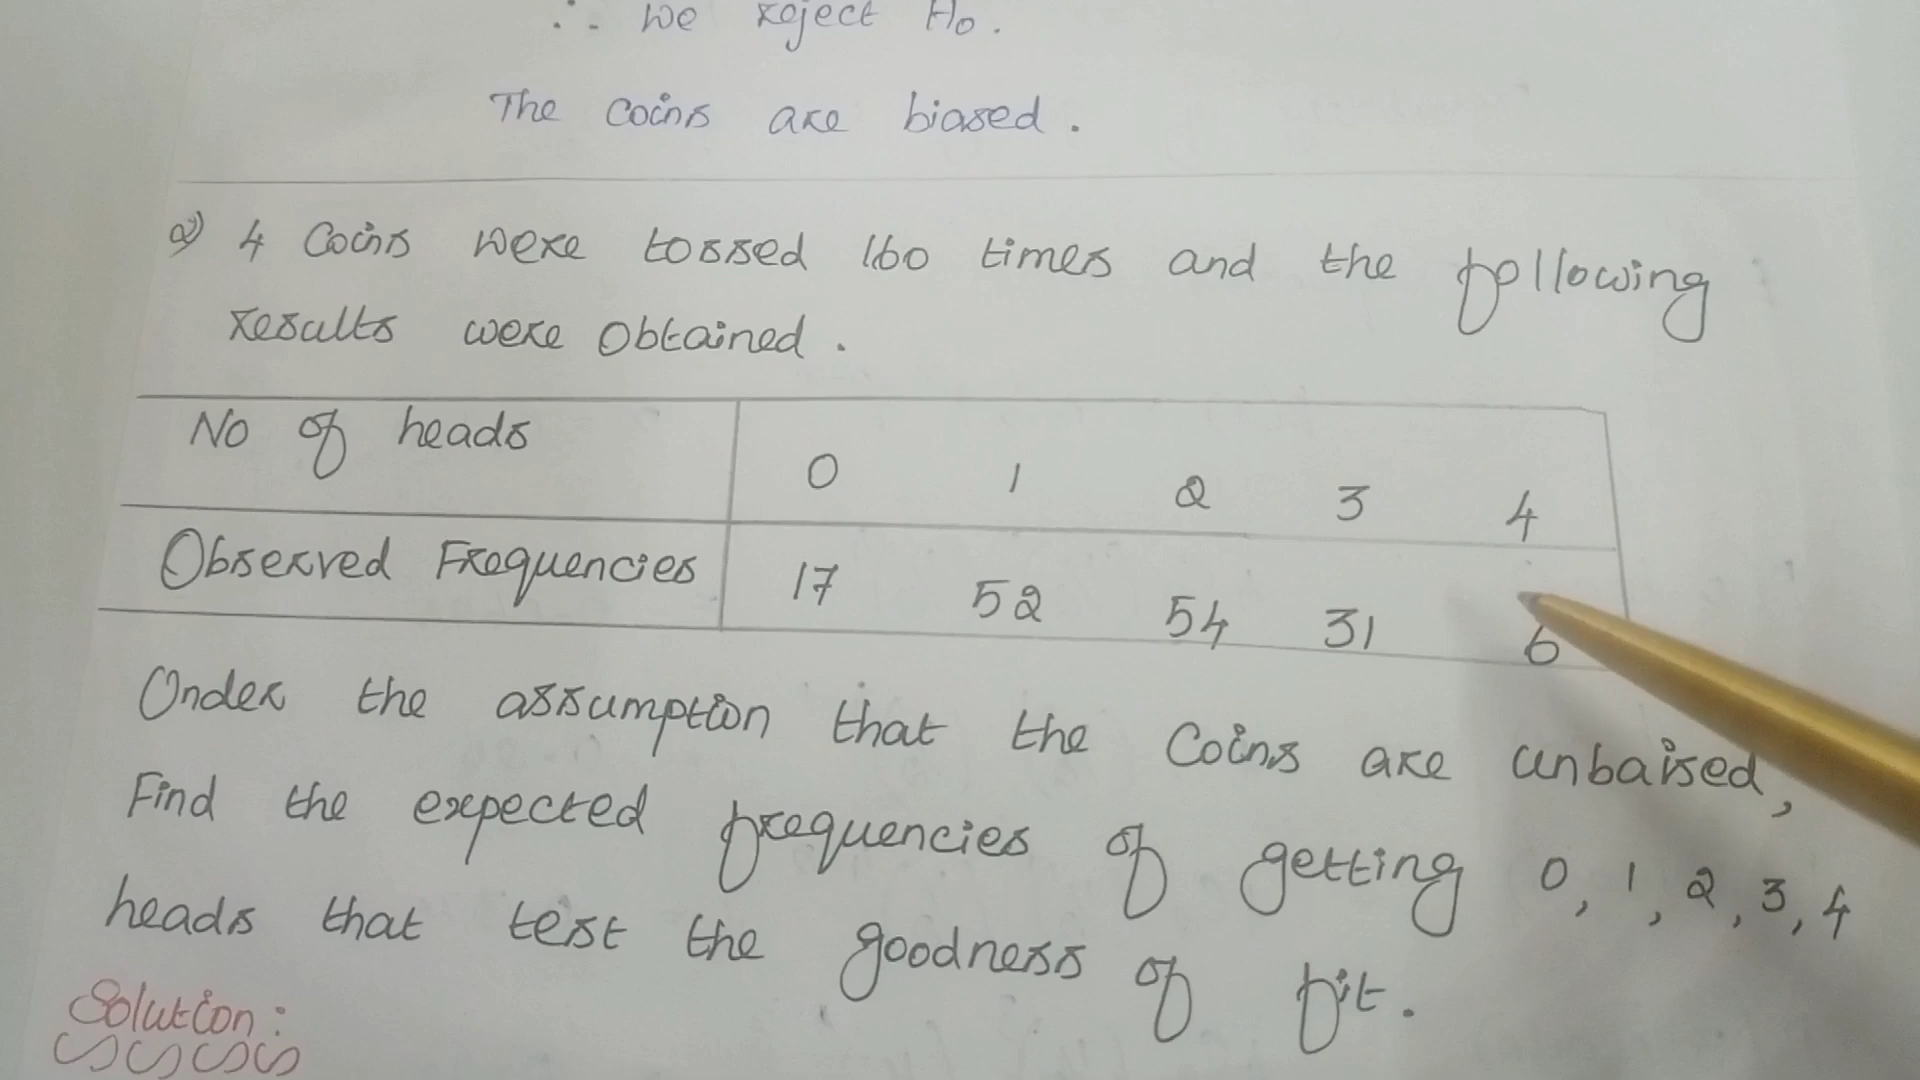 ∴ We reject H₀.
The coins are biased.
2) 4 Coins were tossed 160 times and the following
results were obtained.
No of heads 0 1 2 3 4
Observed Frequencies 17 52 54 31 6
Under the assumption that the Coins are unbaised,
Find the expected frequencies of getting 0, 1, 2, 3, 4
heads that test the goodness of fit.
Solution: